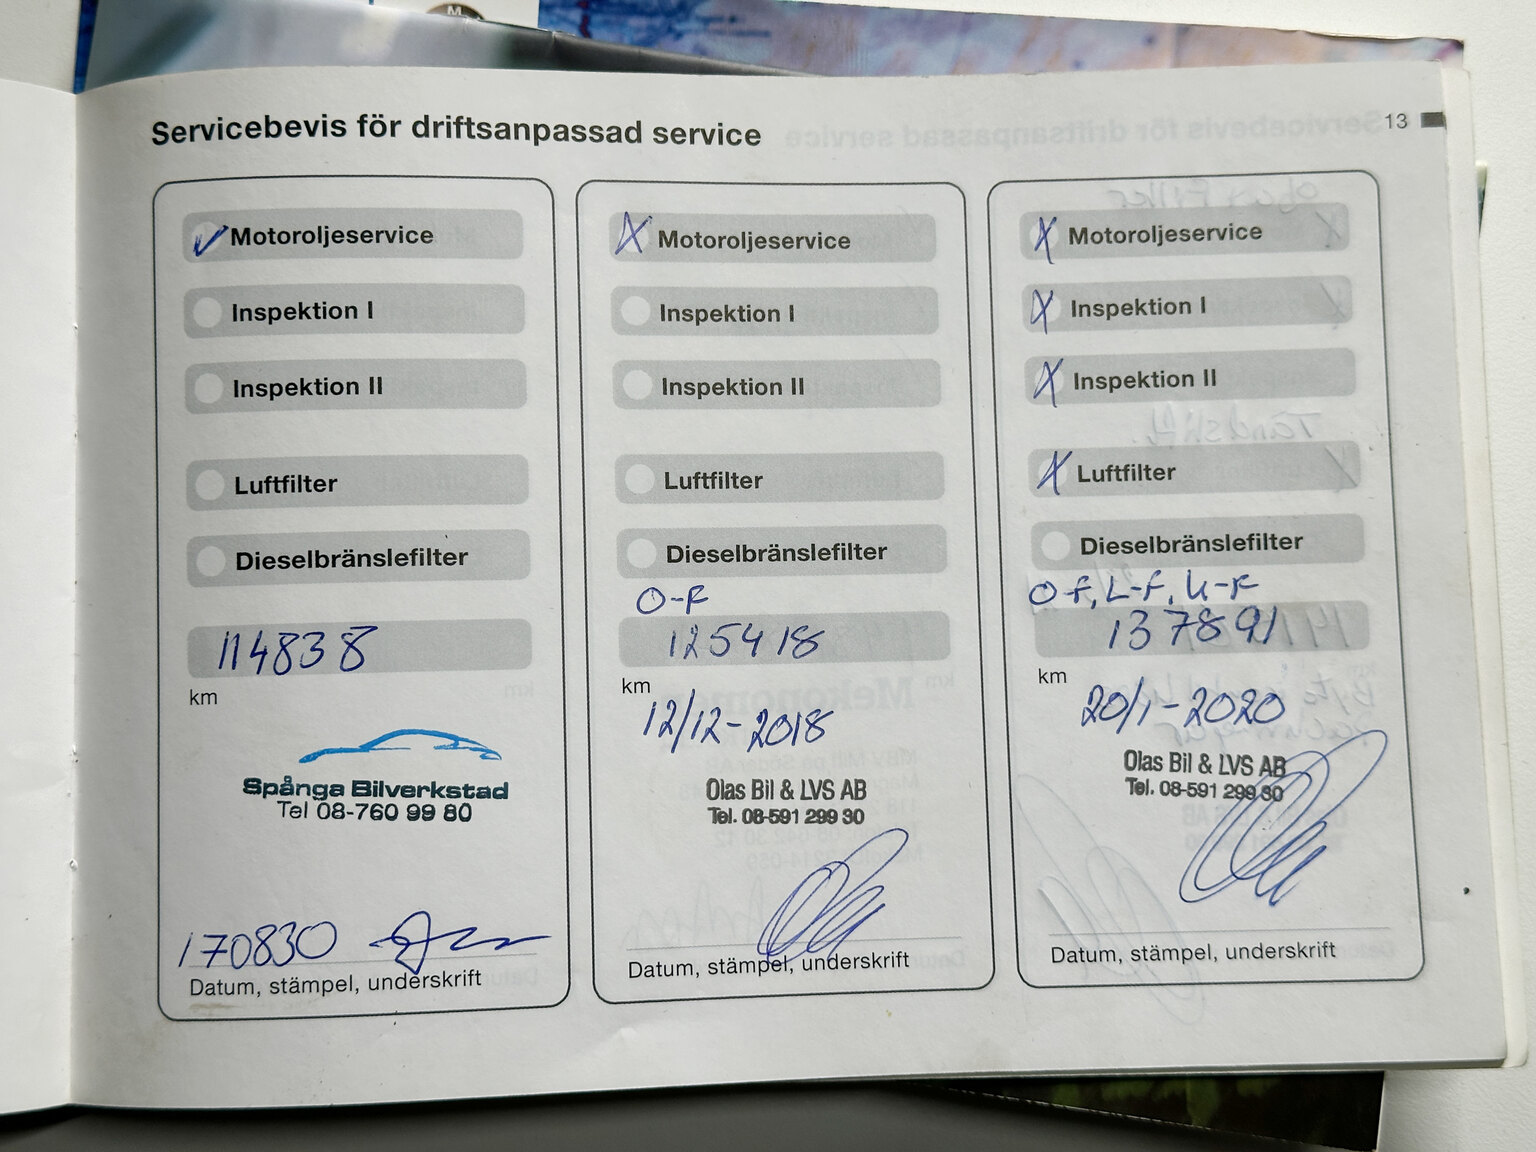 M
Servicebevis för driftsanpassad service
13
Motoroljeservice
Inspektion I
Inspektion II
Luftfilter
Dieselbränslefilter
114838
km
Spånga Bilverkstad
Tel 08-760 99 80
170830
Datum, stämpel, underskrift
Motoroljeservice
Inspektion I
Inspektion II
Luftfilter
Dieselbränslefilter
O-F
125418
km
12/12-2018
Olas Bil & LVS AB
Tel. 08-591 299 30
Datum, stämpel, underskrift
Motoroljeservice
Inspektion I
Inspektion II
Luftfilter
Dieselbränslefilter
O-F, L-F, K-F
137891
km
20/1-2020
Olas Bil & LVS AB
Tel. 08-591 299 30
Datum, stämpel, underskrift